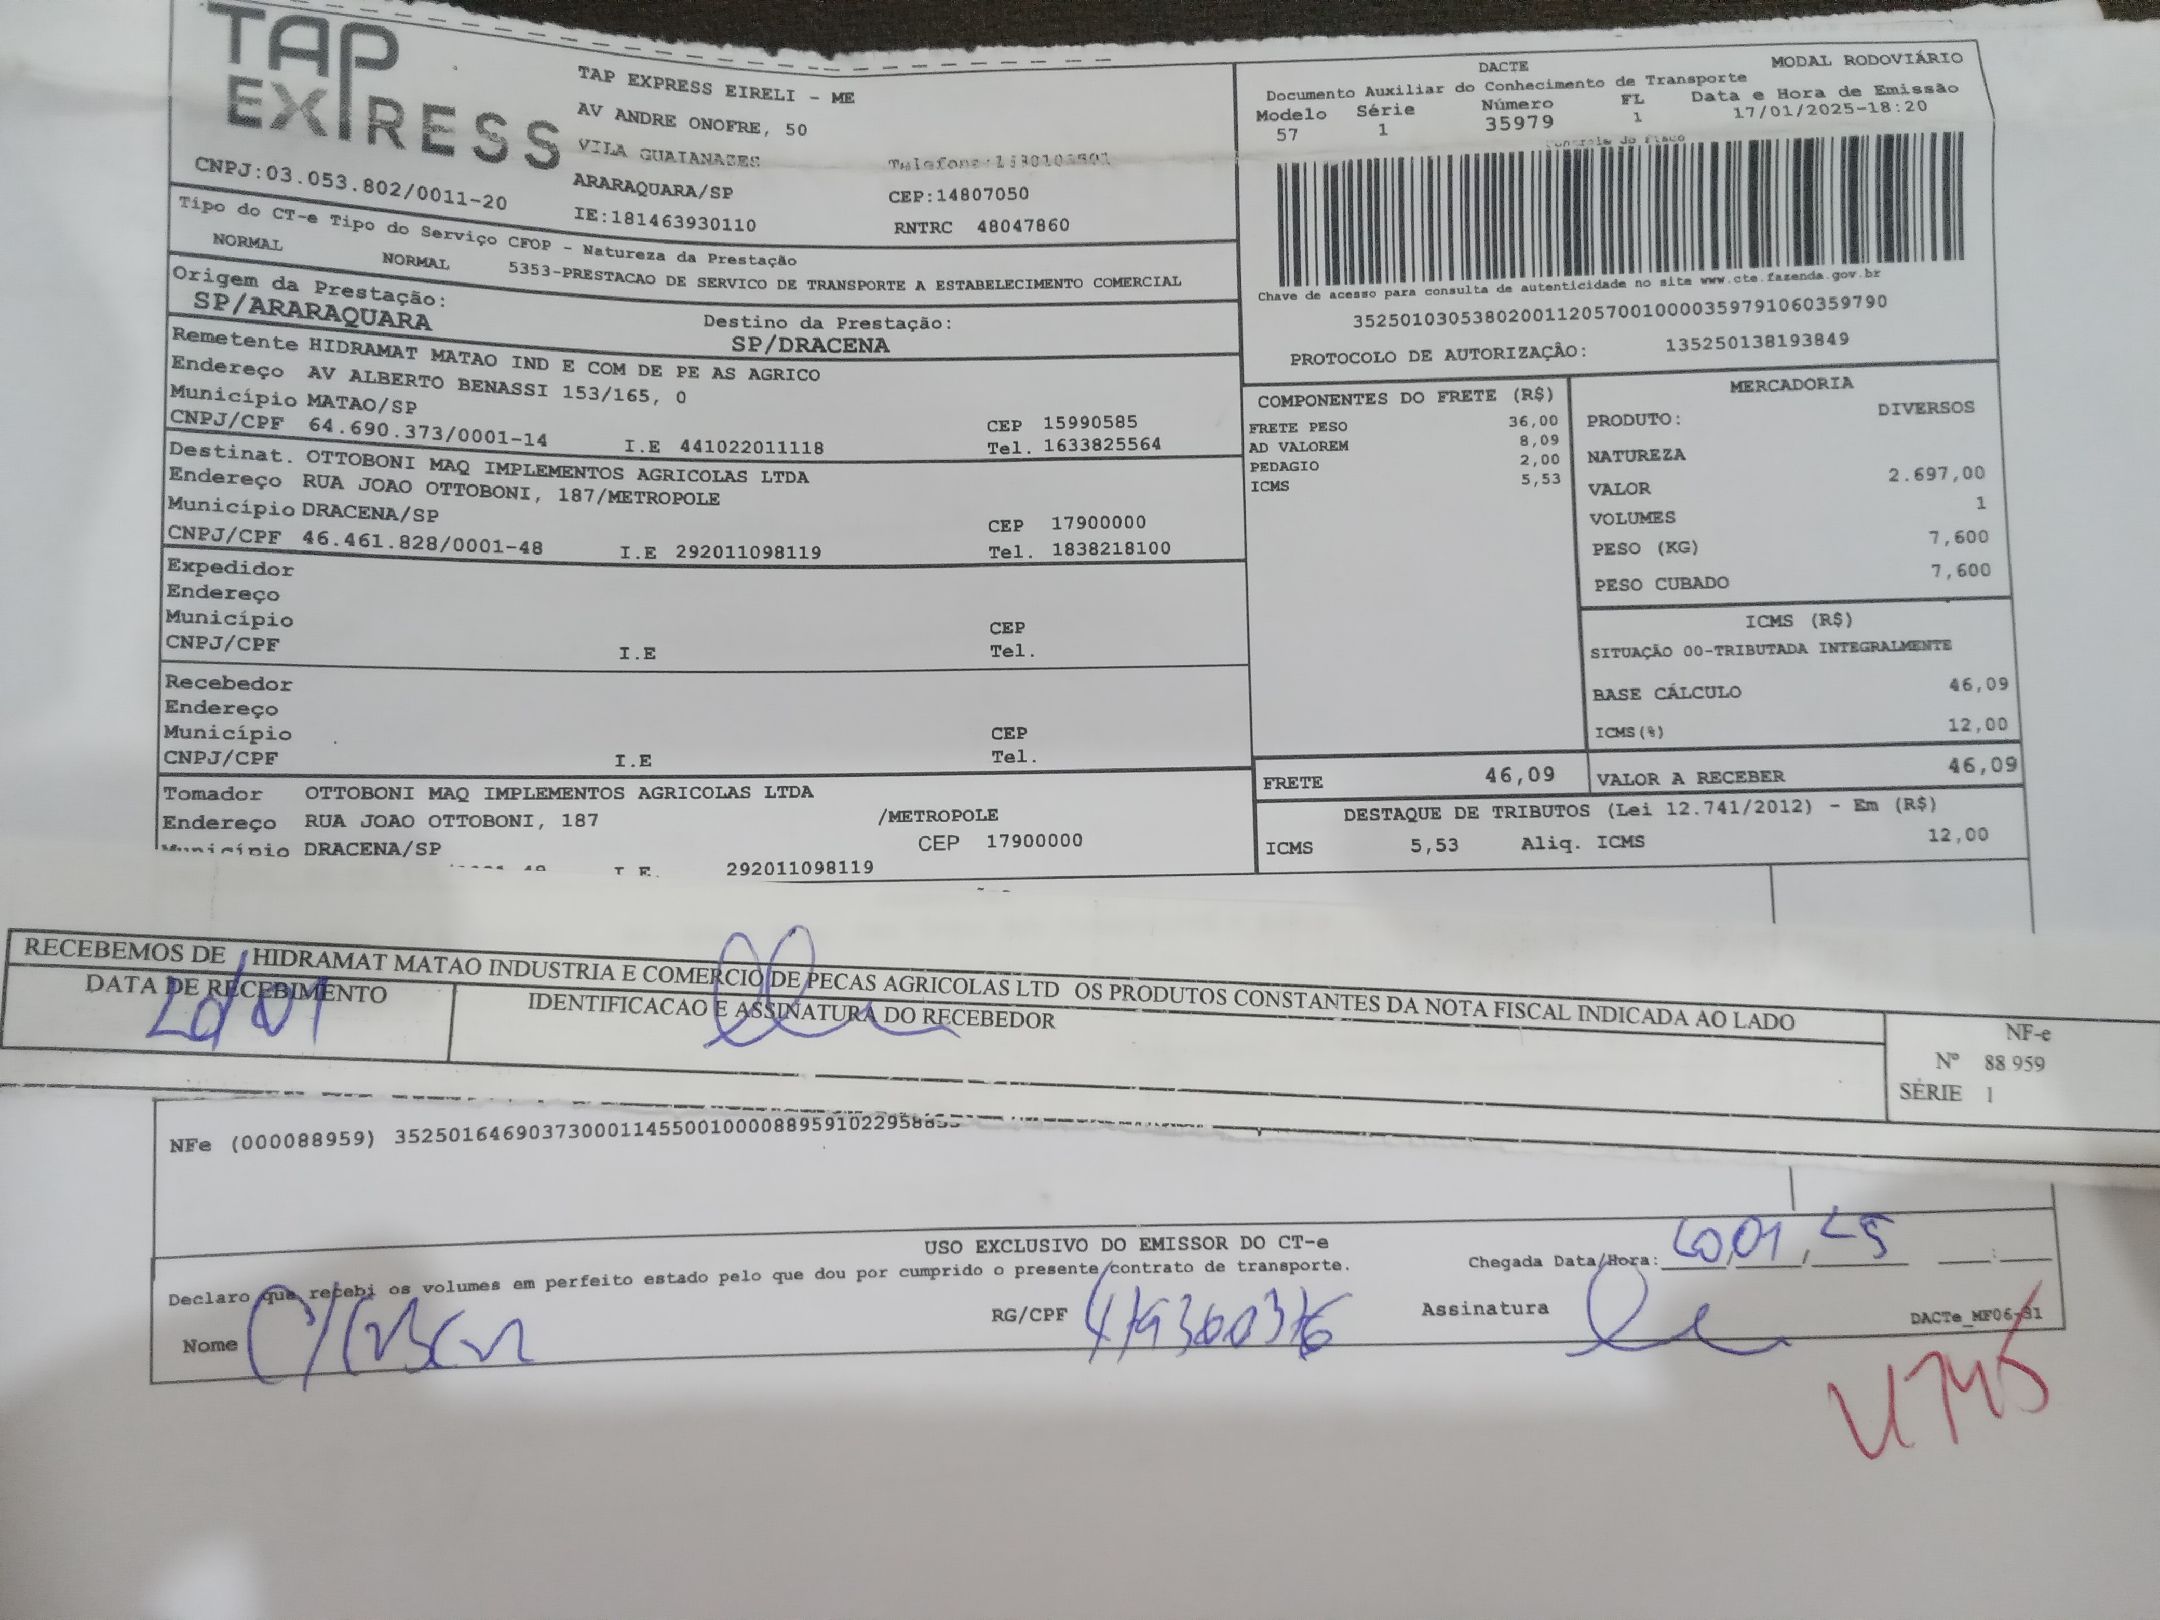 TAP EXPRESS
TAP EXPRESS EIRELI - ME
AV ANDRE ONOFRE, 50
VILA GUAIANAZES
ARARAQUARA/SP CEP:14807050
CNPJ:03.053.802/0011-20 IE:181463930110 RNTRC 48047860
Tipo do CT-e Tipo do Serviço CFOP - Natureza da Prestação
NORMAL NORMAL 5353-PRESTACAO DE SERVICO DE TRANSPORTE A ESTABELECIMENTO COMERCIAL
Origem da Prestação: Destino da Prestação:
SP/ARARAQUARA SP/DRACENA
Remetente HIDRAMAT MATAO IND E COM DE PE AS AGRICO
Endereço AV ALBERTO BENASSI 153/165, 0
Município MATAO/SP CEP 15990585
CNPJ/CPF 64.690.373/0001-14 I.E 441022011118 Tel. 1633825564
Destinat. OTTOBONI MAQ IMPLEMENTOS AGRICOLAS LTDA
Endereço RUA JOAO OTTOBONI, 187/METROPOLE
Município DRACENA/SP CEP 17900000
CNPJ/CPF 46.461.828/0001-48 I.E 292011098119 Tel. 1838218100
Expedidor
Endereço
Município CEP
CNPJ/CPF I.E Tel.
Recebedor
Endereço
Município CEP
CNPJ/CPF I.E Tel.
Tomador OTTOBONI MAQ IMPLEMENTOS AGRICOLAS LTDA
Endereço RUA JOAO OTTOBONI, 187 /METROPOLE
Município DRACENA/SP CEP 17900000
I.E. 292011098119
DACTE MODAL RODOVIÁRIO
Documento Auxiliar do Conhecimento de Transporte
Modelo Série Número FL Data e Hora de Emissão
57 1 35979 1 17/01/2025-18:20
Controle do Fisco
Chave de acesso para consulta de autenticidade no site www.cte.fazenda.gov.br
35250103053802001120570010000359791060359790
PROTOCOLO DE AUTORIZAÇÃO: 135250138193849
COMPONENTES DO FRETE (R$)
FRETE PESO 36,00
AD VALOREM 8,09
PEDAGIO 2,00
ICMS 5,53
MERCADORIA
PRODUTO: DIVERSOS
NATUREZA
VALOR 2.697,00
VOLUMES 1
PESO (KG) 7,600
PESO CUBADO 7,600
ICMS (R$)
SITUAÇÃO 00-TRIBUTADA INTEGRALMENTE
BASE CÁLCULO 46,09
ICMS(%) 12,00
FRETE 46,09 VALOR A RECEBER 46,09
DESTAQUE DE TRIBUTOS (Lei 12.741/2012) - Em (R$)
ICMS 5,53 Aliq. ICMS 12,00
RECEBEMOS DE HIDRAMAT MATAO INDUSTRIA E COMERCIO DE PECAS AGRICOLAS LTD OS PRODUTOS CONSTANTES DA NOTA FISCAL INDICADA AO LADO
DATA DE RECEBIMENTO IDENTIFICACAO E ASSINATURA DO RECEBEDOR
20/01
NF-e
Nº 88 959
SÉRIE 1
NFe (000088959)
USO EXCLUSIVO DO EMISSOR DO CT-e
Declaro que recebi os volumes em perfeito estado pelo que dou por cumprido o presente contrato de transporte. Chegada Data/Hora: 20,01,25
Nome RG/CPF Assinatura
DACTe_MF06-31